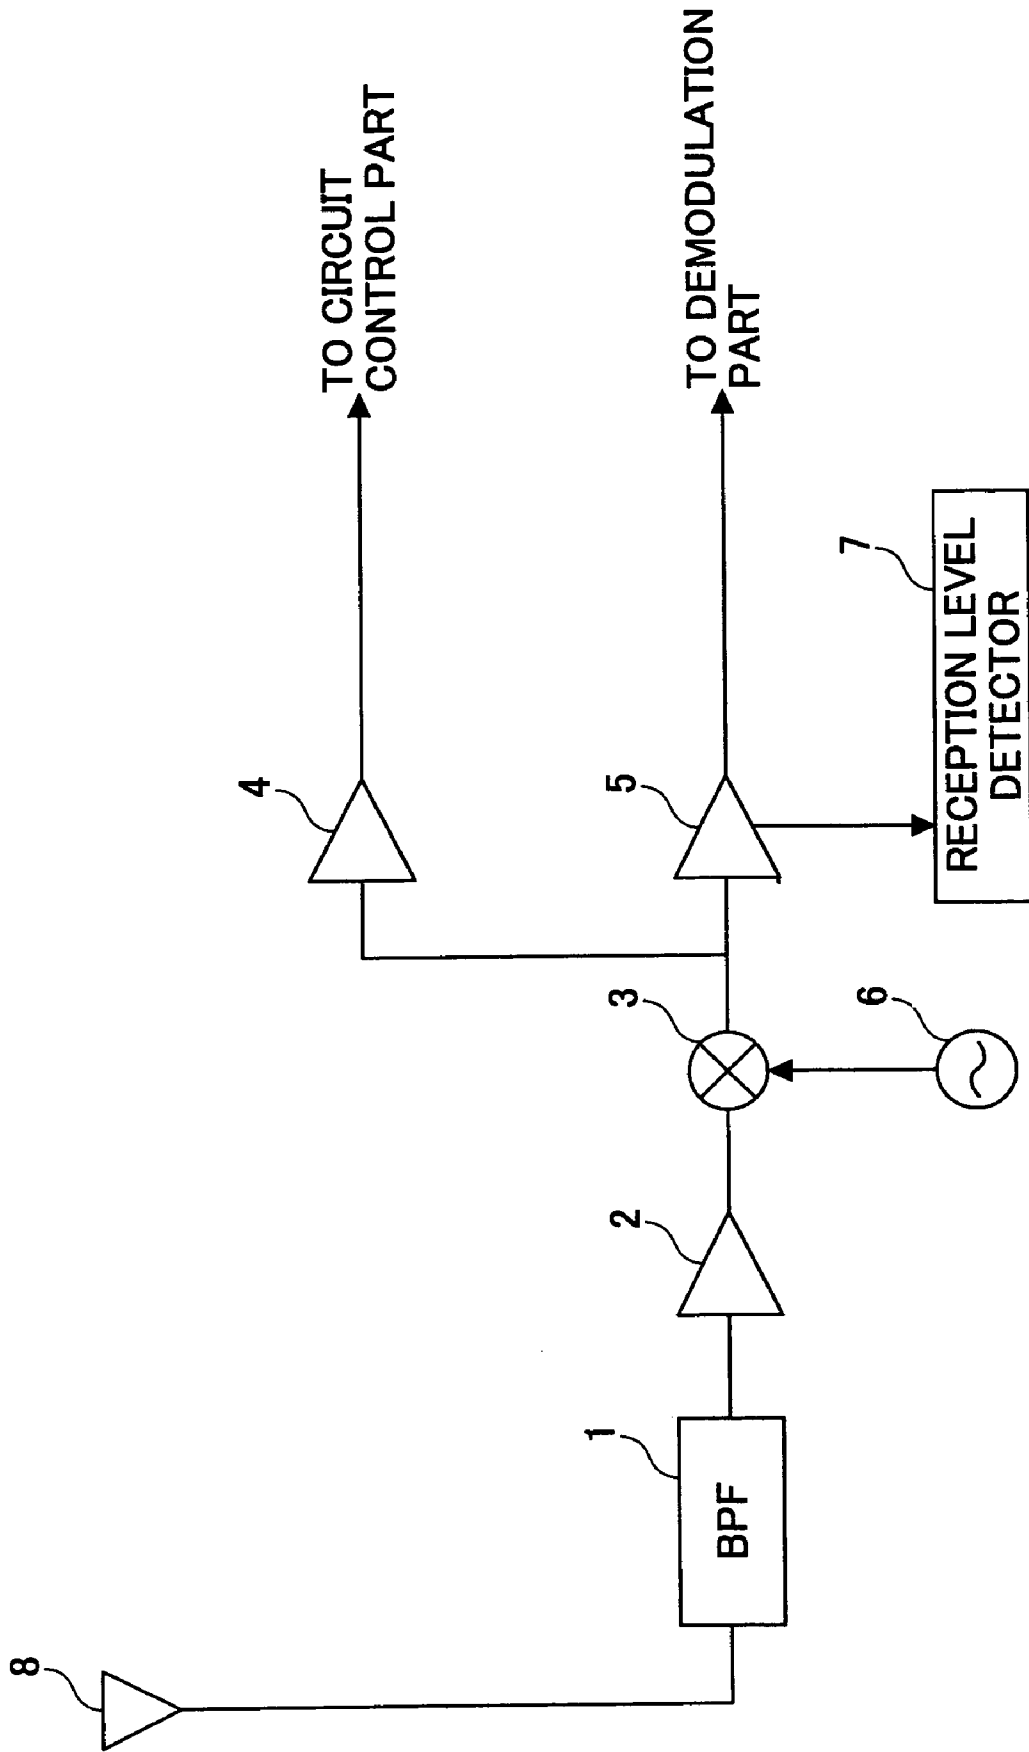 8
1
BPF
2
3
6
4
5
7
RECEPTION LEVEL
DETECTOR
TO CIRCUIT
CONTROL PART
TO DEMODULATION
PART